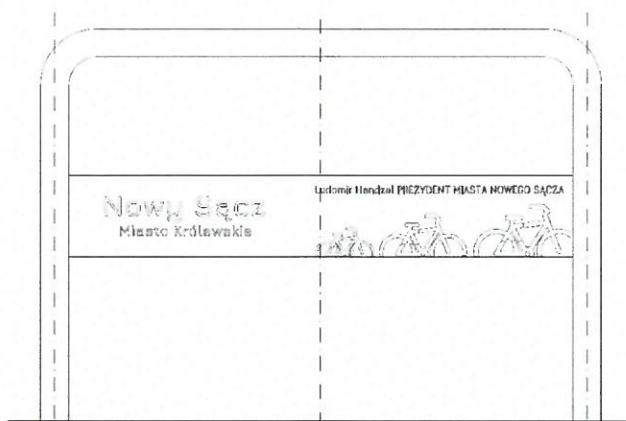 Nowy Sącz
Miasto Królewskie
Ludomir Handzel PREZYDENT MIASTA NOWEGO SĄCZA